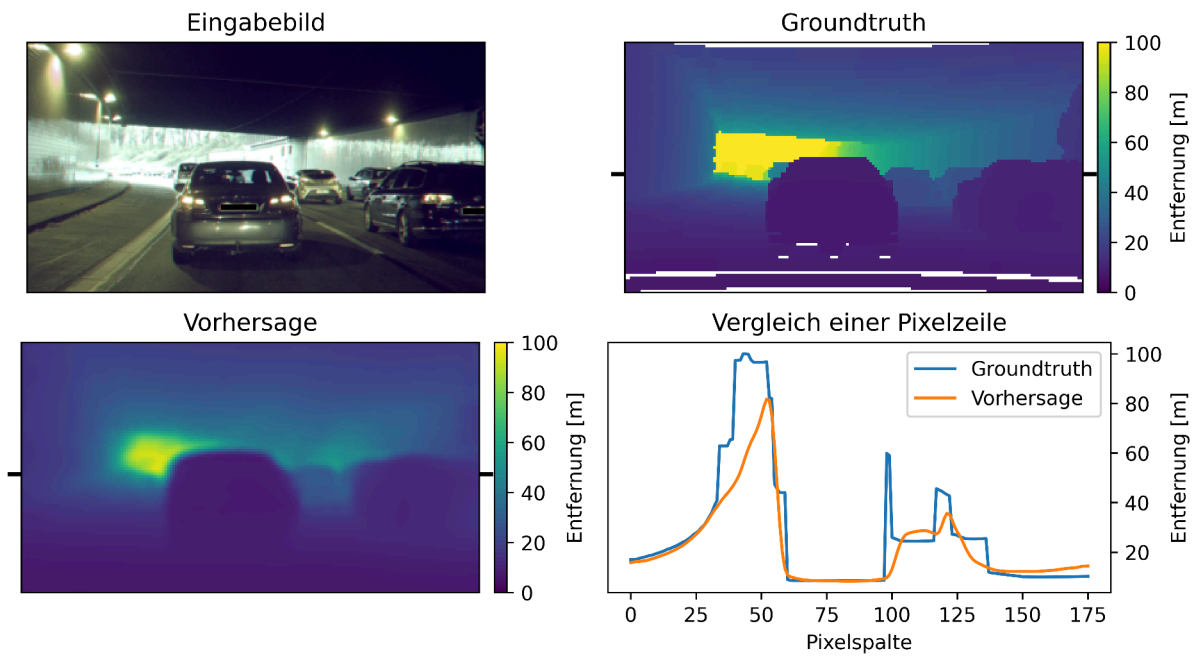 Eingabebild
Groundtruth
100
80
60
40
20
0
Entfernung [m]
Vorhersage
100
80
60
40
20
0
Entfernung [m]
Vergleich einer Pixelzeile
Groundtruth
Vorhersage
100
80
60
40
20
Entfernung [m]
0 25 50 75 100 125 150 175
Pixelspalte